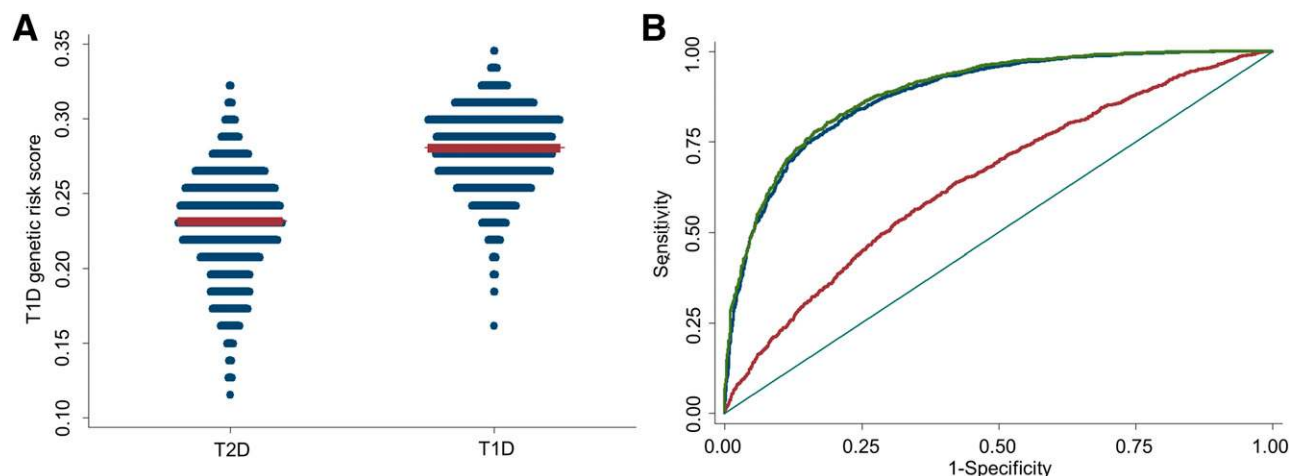 A
T1D genetic risk score
0.35
0.30
0.25
0.20
0.15
0.10
T2D T1D
B
Sensitivity
1.00
0.75
0.50
0.25
0.00
0.00 0.25 0.50 0.75 1.00
1-Specificity